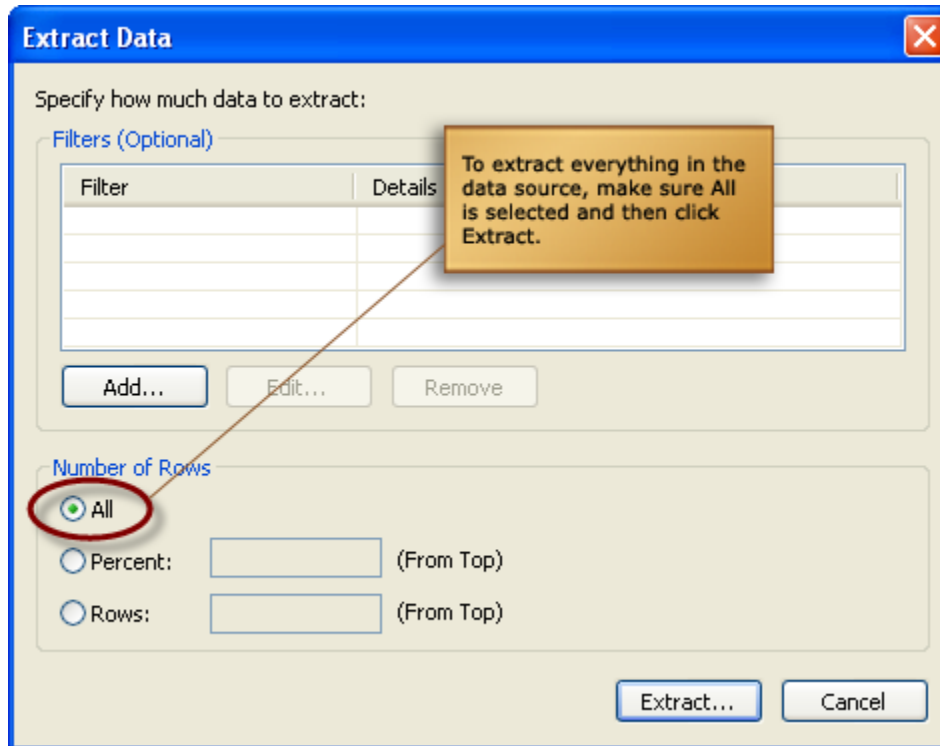 Extract Data
Specify how much data to extract:
Filters (Optional)
Filter Details
To extract everything in the
data source, make sure All
is selected and then click
Extract.
Add... Edit... Remove
Number of Rows
All
Percent: (From Top)
Rows: (From Top)
Extract... Cancel